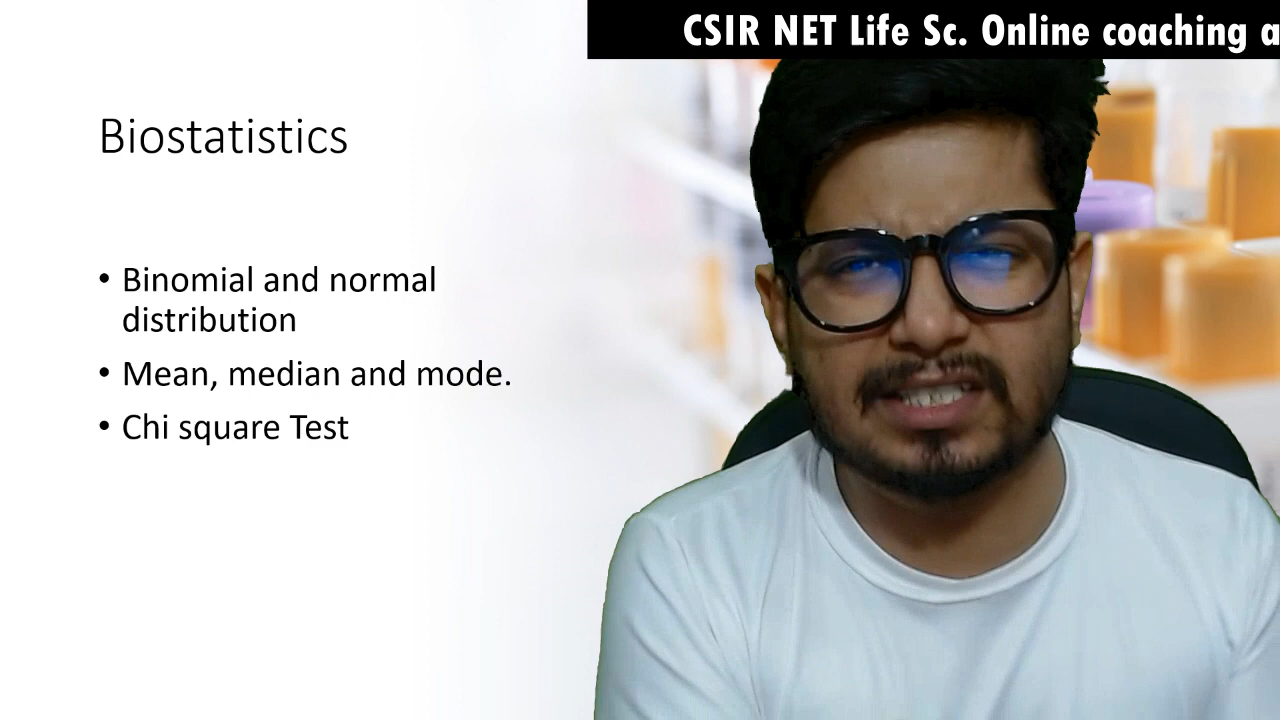 CSIR NET Life Sc. Online coaching a
Biostatistics
• Binomial and normal
distribution
• Mean, median and mode.
• Chi square Test